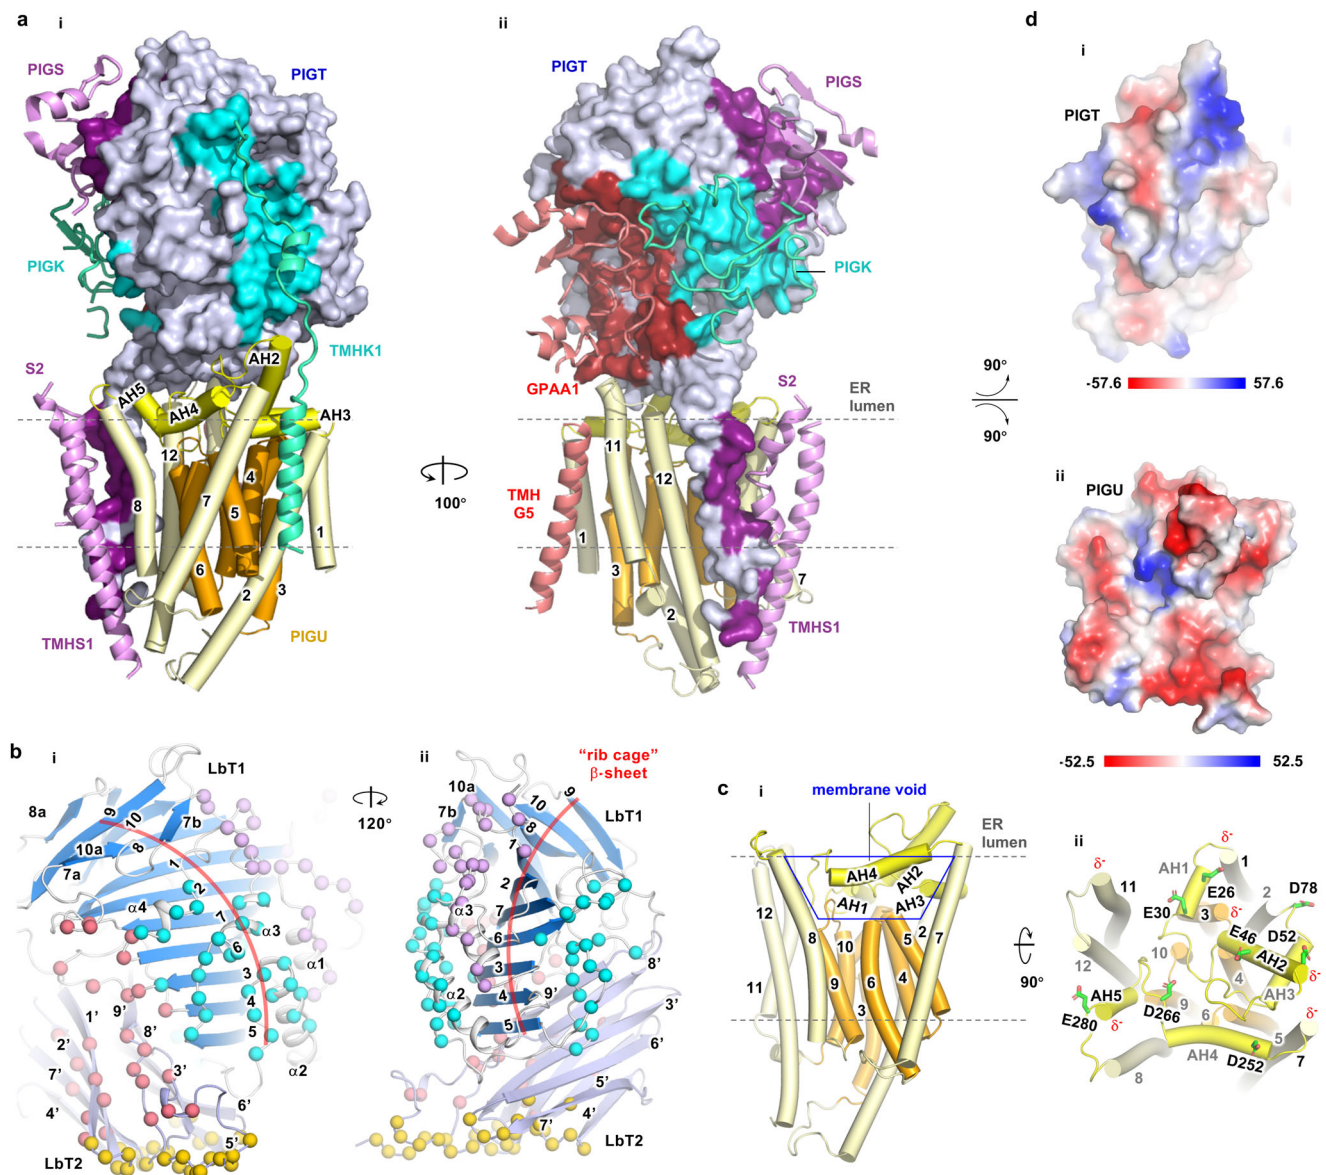 a
i
PIGS
PIGT
PIGK
TMHK1
AH2
S2
AH5
AH4
AH3
12
4
7
5
8
1
6
2
3
TMHS1
PIGU
100°
ii
PIGT
PIGS
PIGK
GPAA1
S2
ER
lumen
11
12
TMH
G5
1
3
7
2
TMHS1
90°
90°
d
i
PIGT
-57.6
57.6
ii
PIGU
-52.5
52.5
b
i
LbT1
8a
9
10
7b
10a
8
7a
1
2
α4
7
α3
6
α1
3
9'
4
1'
8'
5
2'
3'
α2
7'
6'
4'
5'
LbT2
120°
ii
"rib cage"
β-sheet
10a
10
9
7b
8
LbT1
1
2
α3
7
6
8'
3
α2
4
9'
3'
5
6'
5'
7'
4'
LbT2
c
i
membrane void
ER
lumen
AH4
AH2
AH1
AH3
12
8
10
5
2
7
9
6
4
11
3
90°
ii
δ-
AH1
1
11
E26
2
D78
E30
3
δ-
E46
D52
10
AH2
12
4
δ-
AH3
AH5
D266
9
E280
δ-
6
5
δ-
AH4
D252
7
8